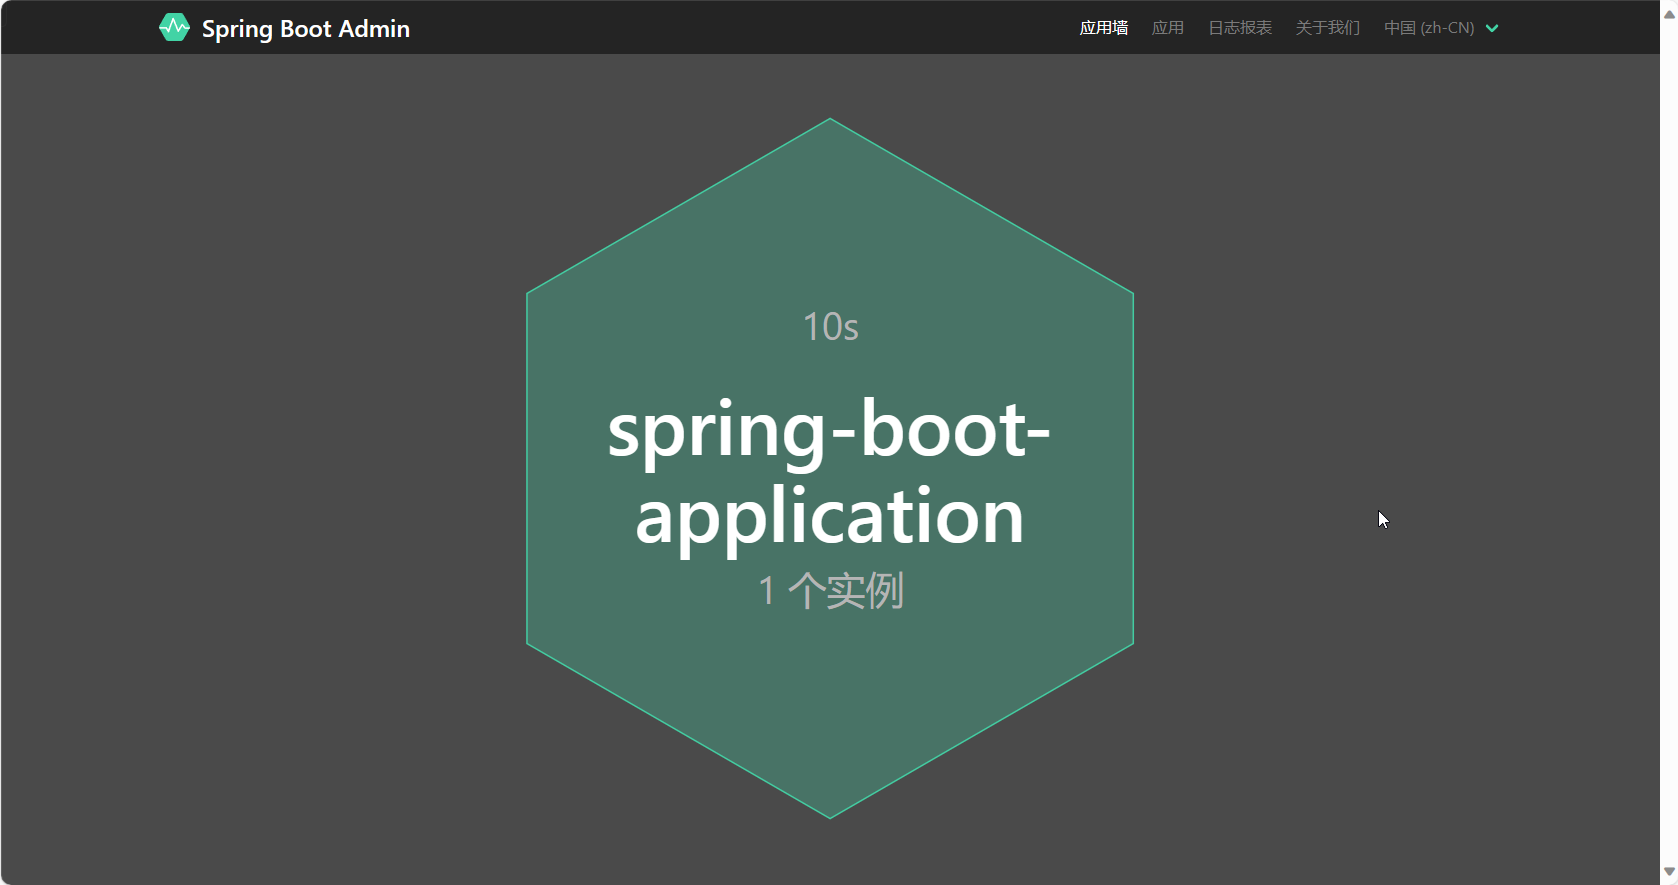 Spring Boot Admin
应用墙 应用 日志报表 关于我们 中国 (zh-CN)
10s
spring-boot-
application
1 个实例